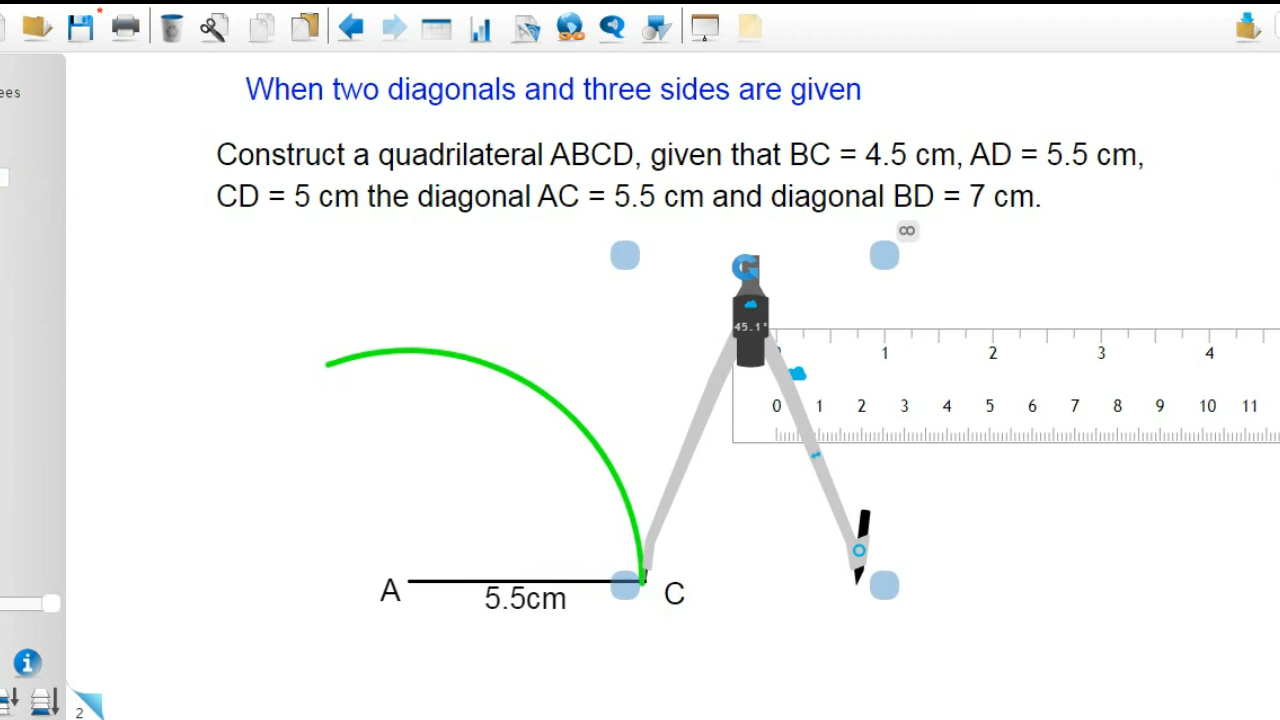 ees
When two diagonals and three sides are given
Construct a quadrilateral ABCD, given that BC = 4.5 cm, AD = 5.5 cm,
CD = 5 cm the diagonal AC = 5.5 cm and diagonal BD = 7 cm.
∞
45.1°
1 2 3 4
0 1 2 3 4 5 6 7 8 9 10 11
A
5.5cm
C
2